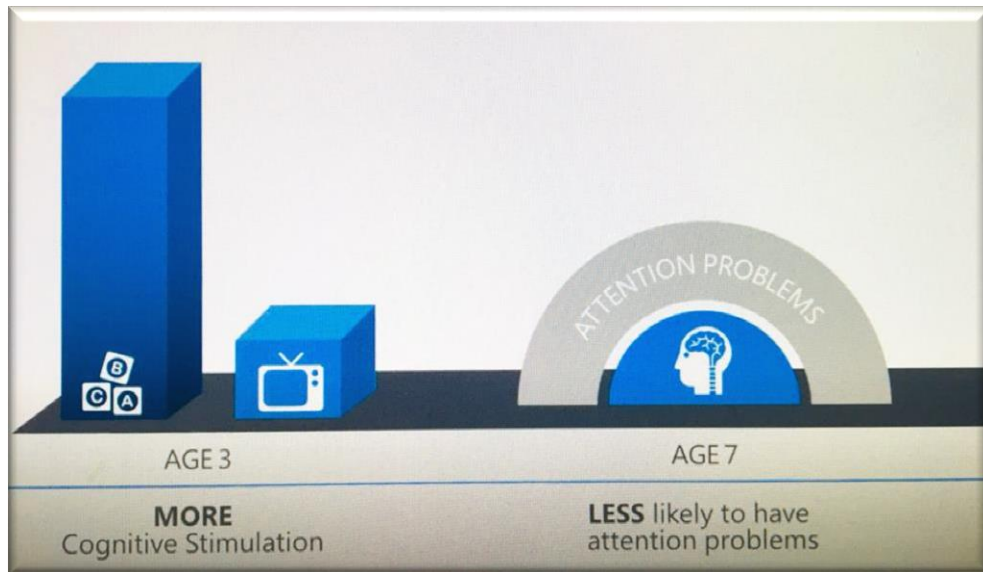 B
C A
ATTENTION PROBLEMS
AGE 3
AGE 7
MORE
Cognitive Stimulation
LESS likely to have
attention problems